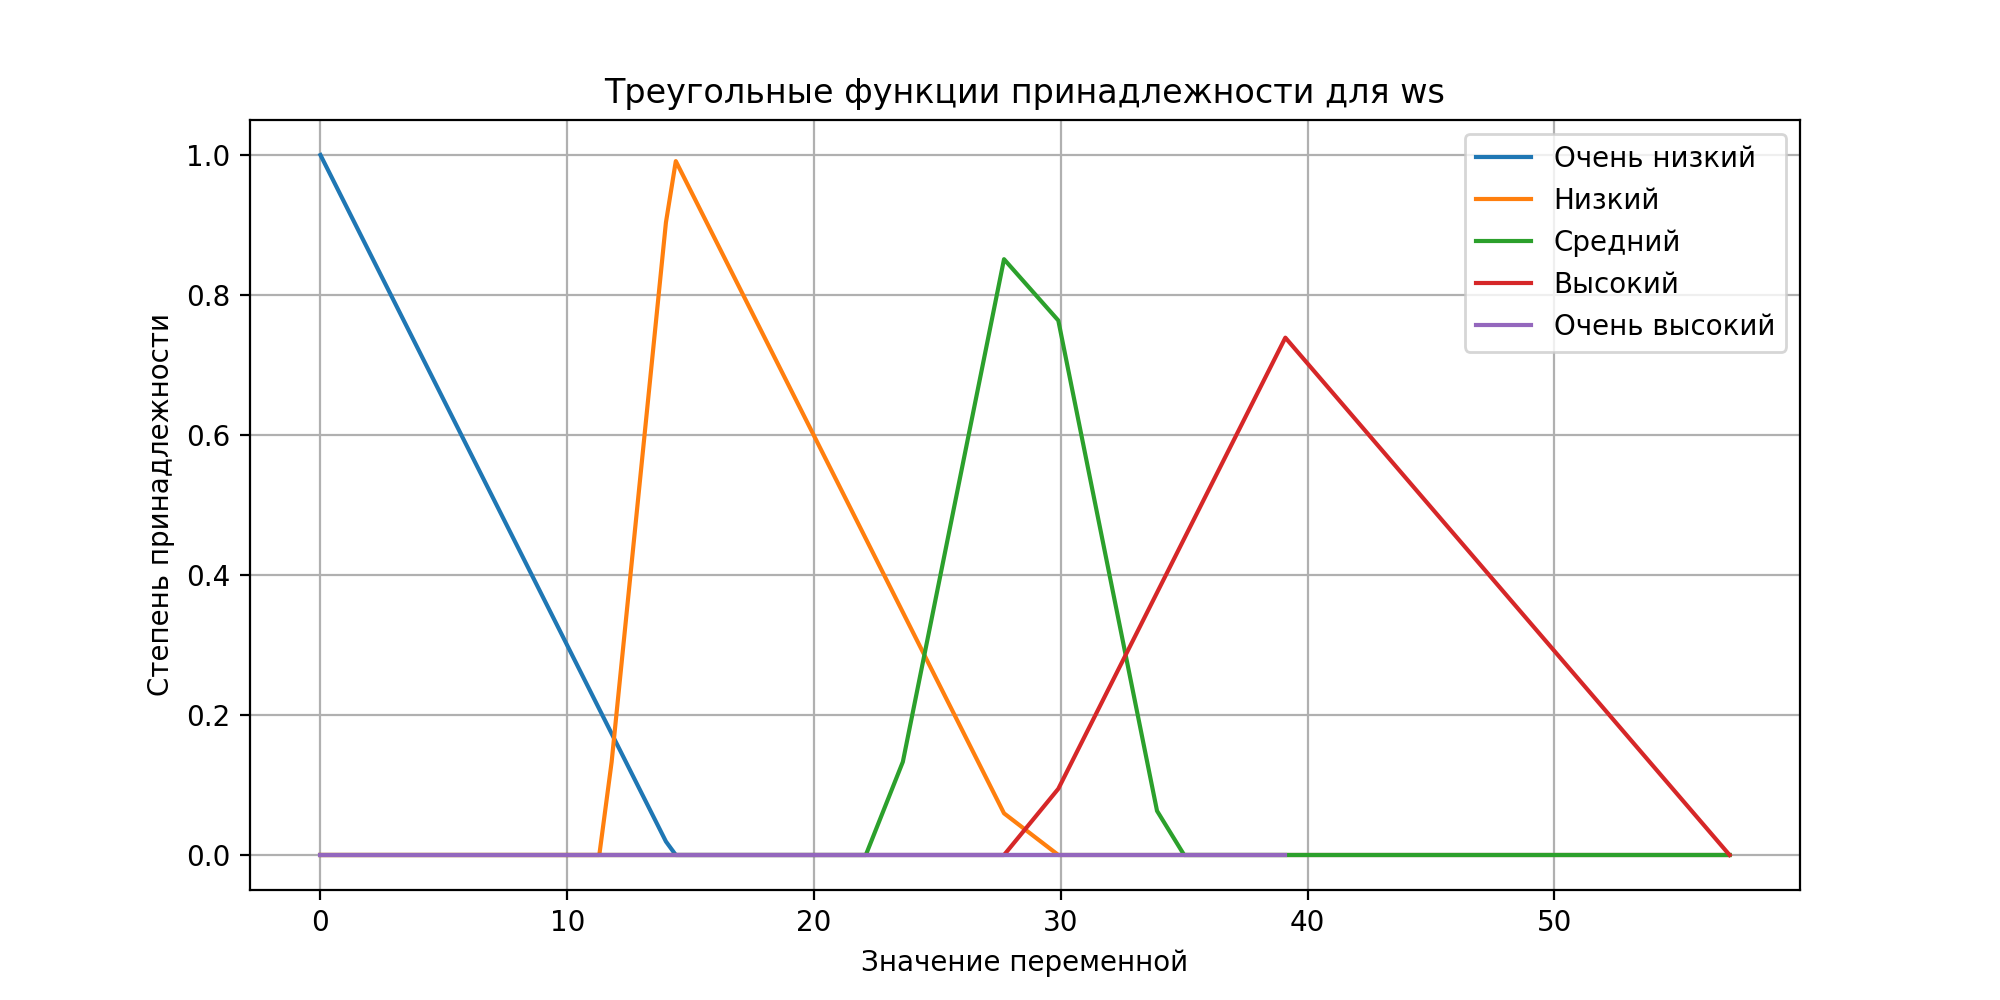 Треугольные функции принадлежности для ws
1.0
0.8
0.6
0.4
0.2
0.0
Степень принадлежности
Очень низкий
Низкий
Средний
Высокий
Очень высокий
0 10 20 30 40 50
Значение переменной